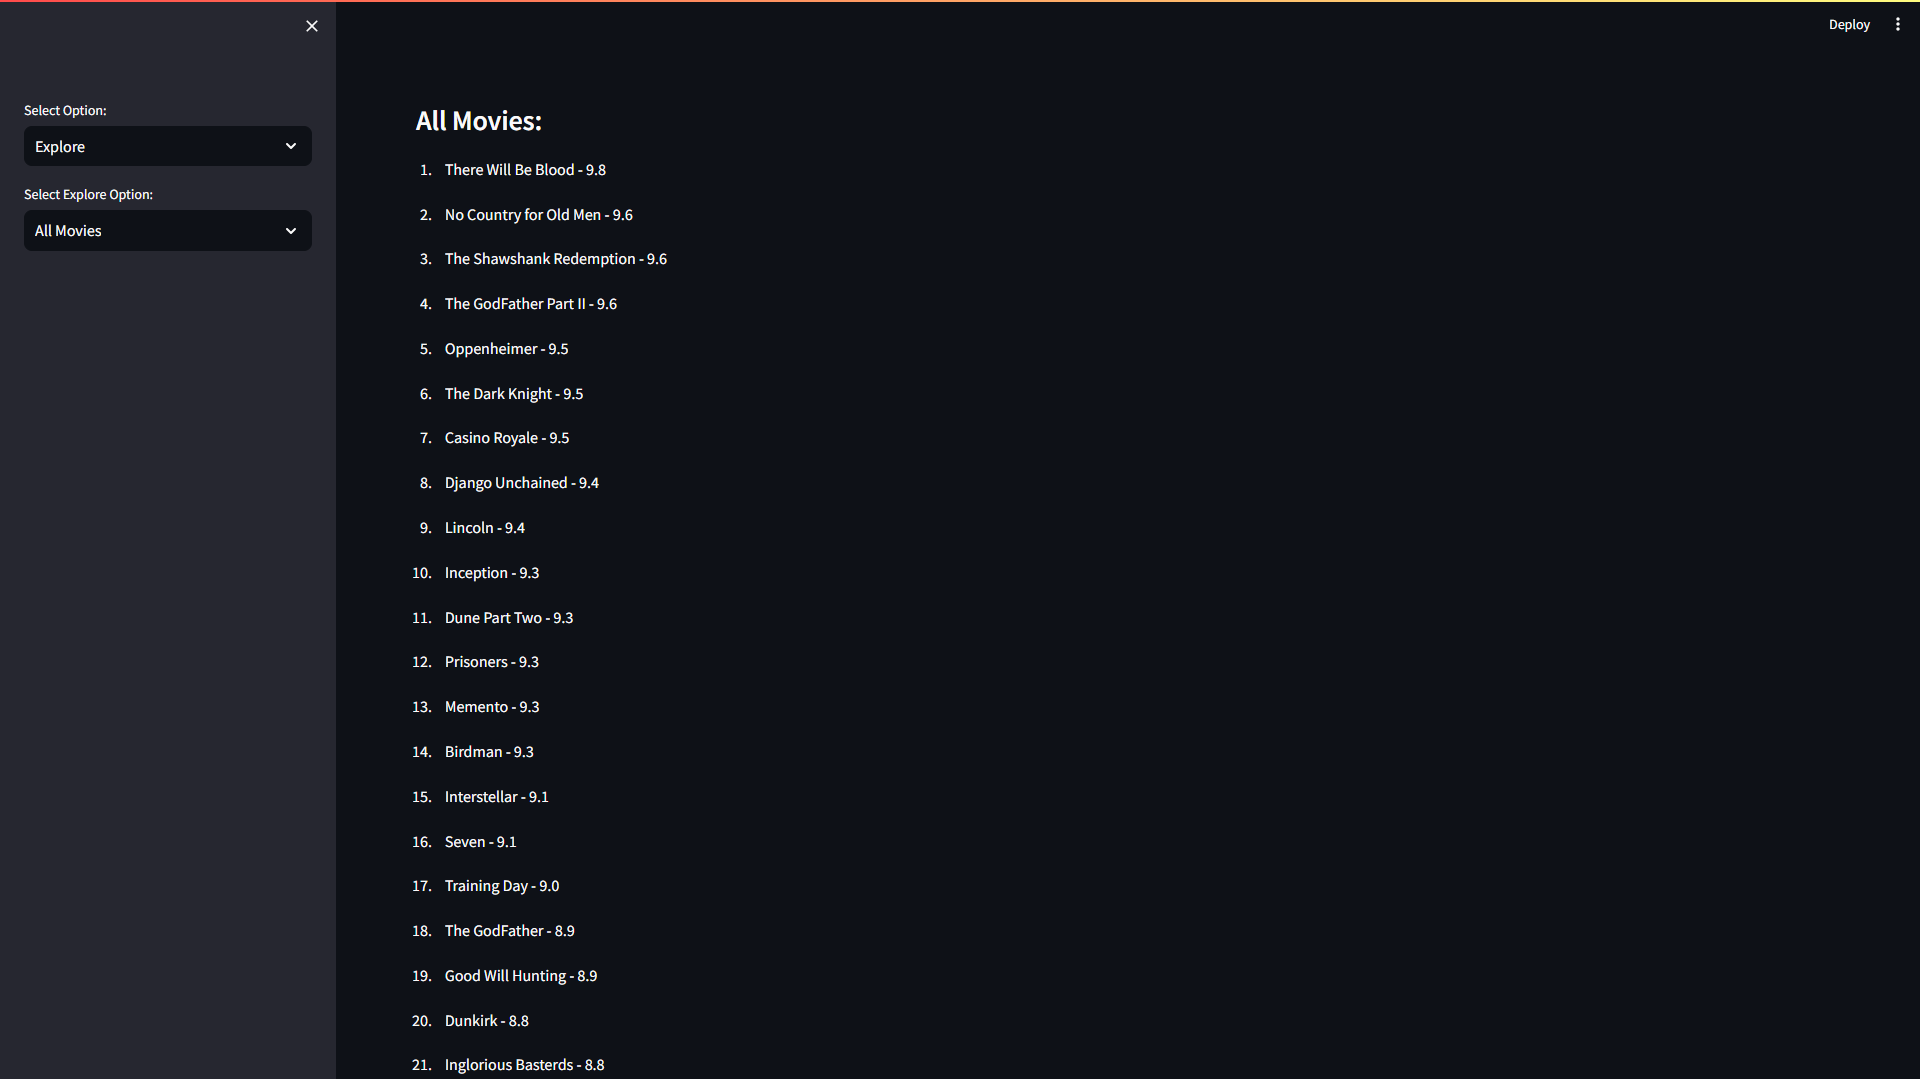 Deploy
Select Option:
Explore
Select Explore Option:
All Movies
All Movies:
1. There Will Be Blood - 9.8
2. No Country for Old Men - 9.6
3. The Shawshank Redemption - 9.6
4. The GodFather Part II - 9.6
5. Oppenheimer - 9.5
6. The Dark Knight - 9.5
7. Casino Royale - 9.5
8. Django Unchained - 9.4
9. Lincoln - 9.4
10. Inception - 9.3
11. Dune Part Two - 9.3
12. Prisoners - 9.3
13. Memento - 9.3
14. Birdman - 9.3
15. Interstellar - 9.1
16. Seven - 9.1
17. Training Day - 9.0
18. The GodFather - 8.9
19. Good Will Hunting - 8.9
20. Dunkirk - 8.8
21. Inglorious Basterds - 8.8